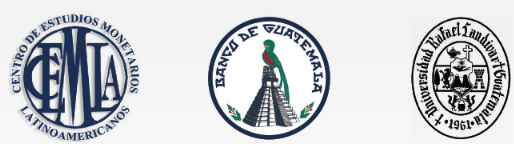 CENTRO DE ESTUDIOS MONETARIOS
LATINOAMERICANOS
CEMLA
BANCO DE GUATEMALA
Universidad Rafael Landívar Guatemala
•1961•